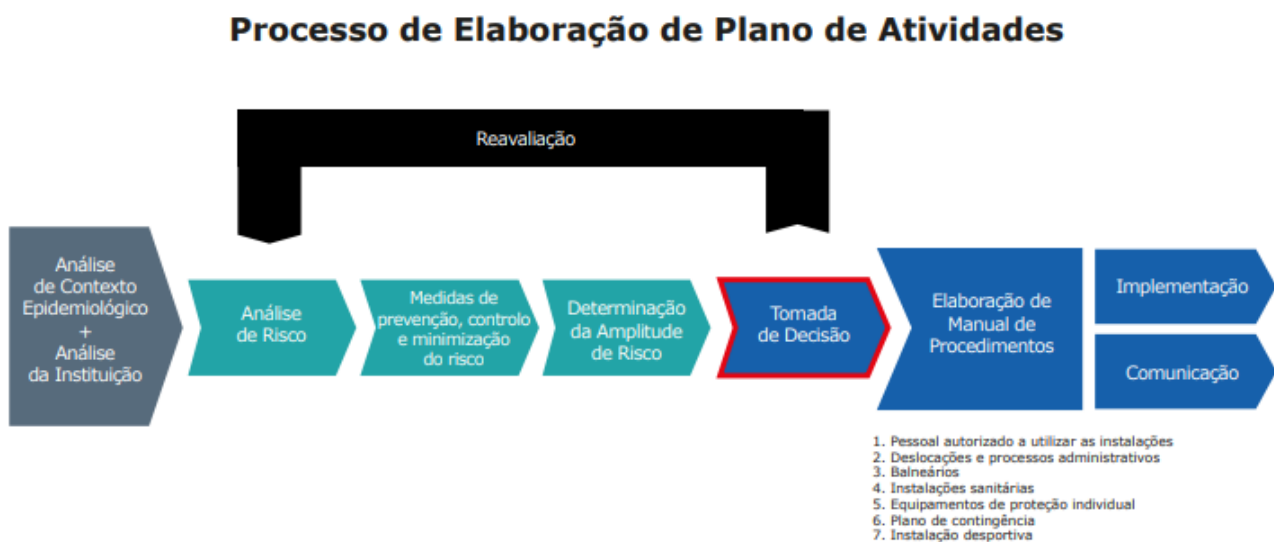 Processo de Elaboração de Plano de Atividades
Reavaliação
Análise
de Contexto
Epidemiológico
+
Análise
da Instituição
Análise
de Risco
Medidas de
prevenção, controlo
e minimização
do risco
Determinação
da Amplitude
de Risco
Tomada
de Decisão
Elaboração de
Manual de
Procedimentos
Implementação
Comunicação
1. Pessoal autorizado a utilizar as instalações
2. Deslocações e processos administrativos
3. Balneários
4. Instalações sanitárias
5. Equipamentos de proteção individual
6. Plano de contingência
7. Instalação desportiva